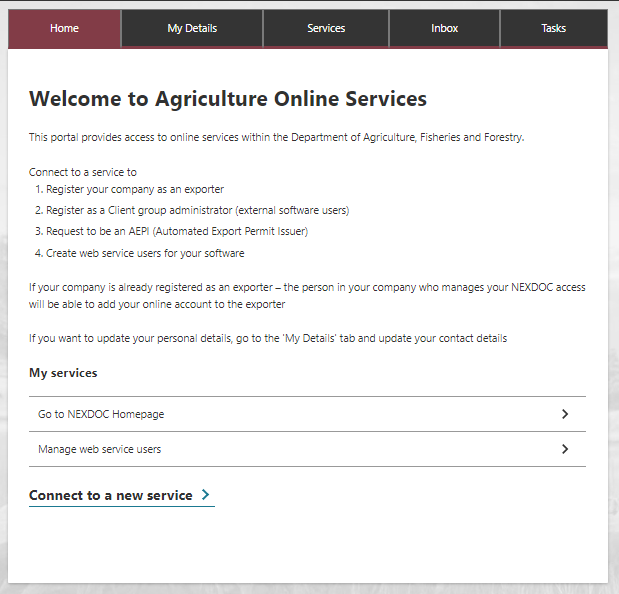 Home
My Details
Services
Inbox
Tasks
Welcome to Agriculture Online Services
This portal provides access to online services within the Department of Agriculture, Fisheries and Forestry.
Connect to a service to
1. Register your company as an exporter
2. Register as a Client group administrator (external software users)
3. Request to be an AEPI (Automated Export Permit Issuer)
4. Create web service users for your software
If your company is already registered as an exporter – the person in your company who manages your NEXDOC access
will be able to add your online account to the exporter
If you want to update your personal details, go to the 'My Details' tab and update your contact details
My services
Go to NEXDOC Homepage
Manage web service users
Connect to a new service